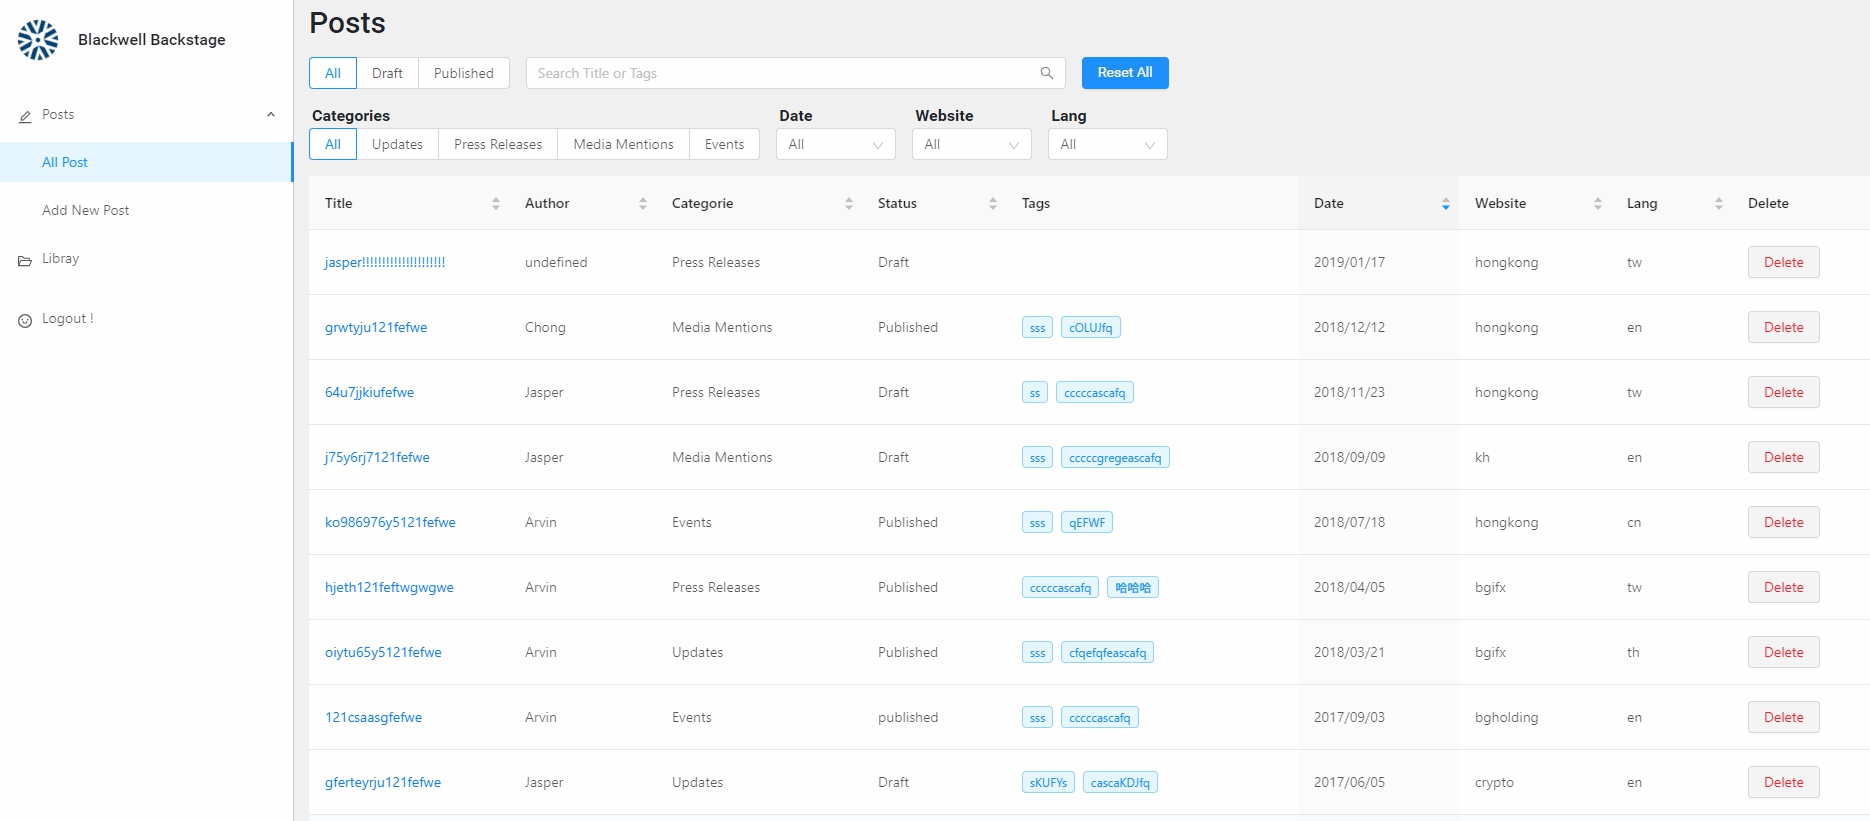 Blackwell Backstage
Posts
All Post
Add New Post
Libray
Logout !
Posts
All Draft Published Search Title or Tags Reset All
Categories Date Website Lang
All Updates Press Releases Media Mentions Events All All All
Title Author Categorie Status Tags Date Website Lang Delete
jasper!!!!!!!!!!!!!!!!!!!!! undefined Press Releases Draft 2019/01/17 hongkong tw Delete
grwtyju121fefwe Chong Media Mentions Published sss cOLUJfq 2018/12/12 hongkong en Delete
64u7jjkiufefwe Jasper Press Releases Draft ss cccccascafq 2018/11/23 hongkong tw Delete
j75y6rj7121fefwe Jasper Media Mentions Draft sss cccccgregeascafq 2018/09/09 kh en Delete
ko986976y5121fefwe Arvin Events Published sss qEFWF 2018/07/18 hongkong cn Delete
hjeth121feftwgwgwe Arvin Press Releases Published cccccascafq 哈哈哈 2018/04/05 bgifx tw Delete
oiytu65y5121fefwe Arvin Updates Published sss cfqefqfeascafq 2018/03/21 bgifx th Delete
121csaasgfefwe Arvin Events published sss cccccascafq 2017/09/03 bgholding en Delete
gferteyrju121fefwe Jasper Updates Draft sKUFYs cascaKDJfq 2017/06/05 crypto en Delete